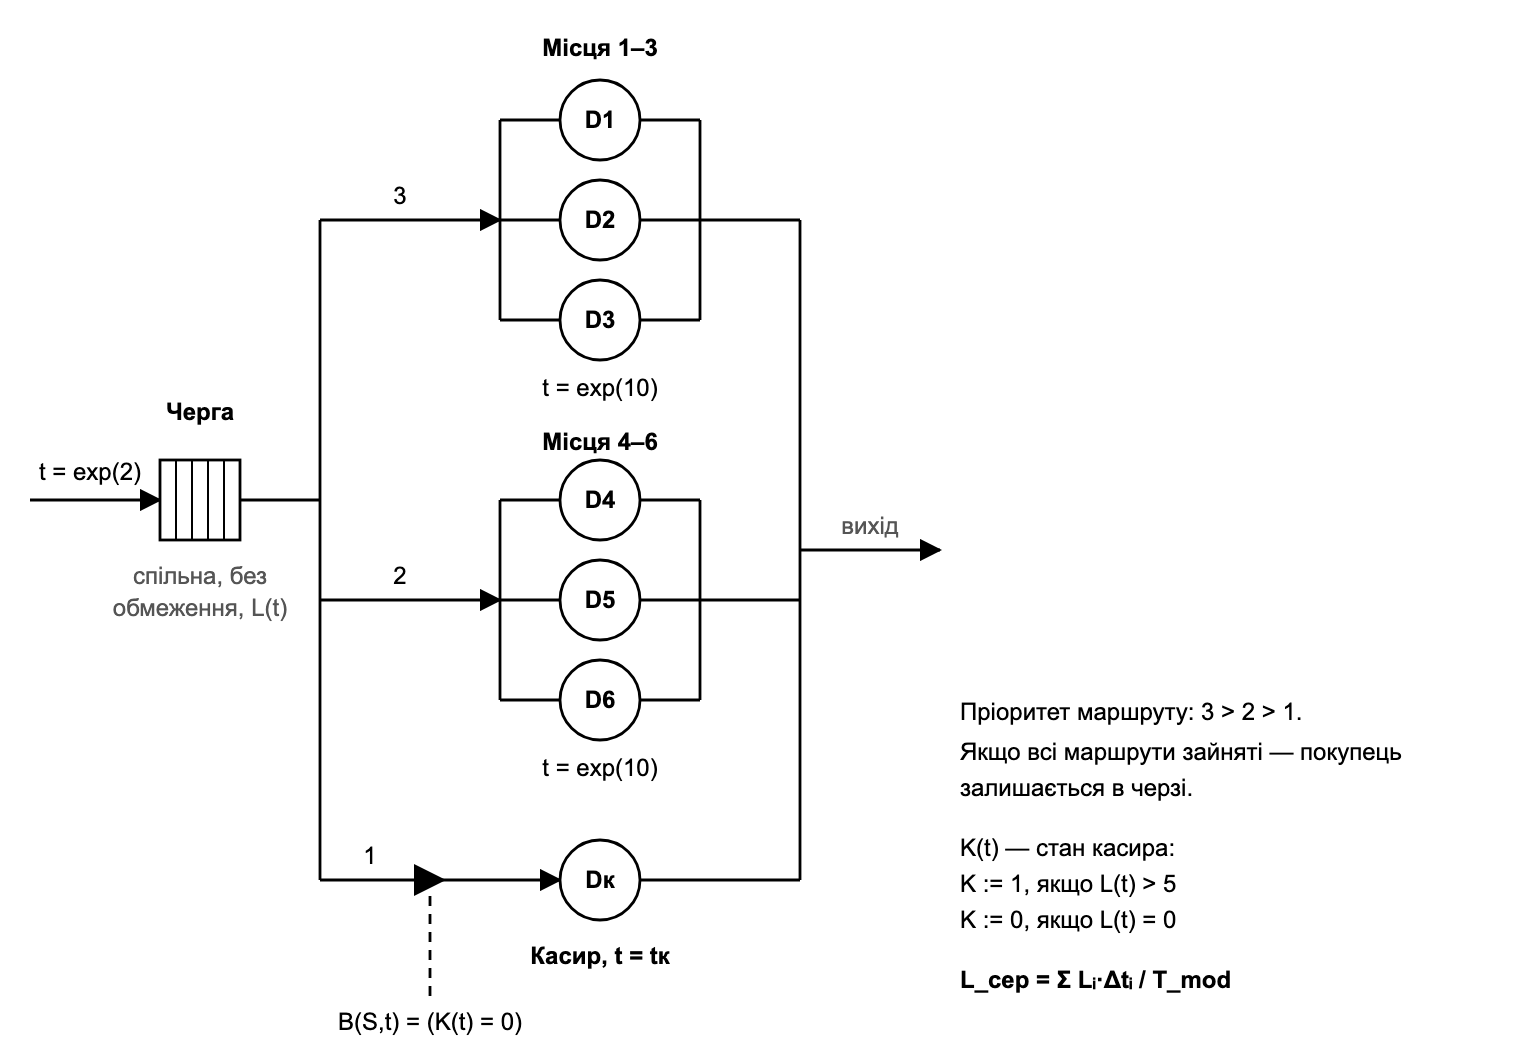 Місця 1–3
D1
3
D2
D3
t = exp(10)
Черга
Місця 4–6
t = exp(2)
D4
вихід
спільна, без
обмеження, L(t)
2
D5
D6
Пріоритет маршруту: 3 > 2 > 1.
Якщо всі маршрути зайняті — покупець
залишається в черзі.
t = exp(10)
K(t) — стан касира:
K := 1, якщо L(t) > 5
K := 0, якщо L(t) = 0
1
Dк
Касир, t = tк
L_сер = Σ Lᵢ·Δtᵢ / T_mod
B(S,t) = (K(t) = 0)